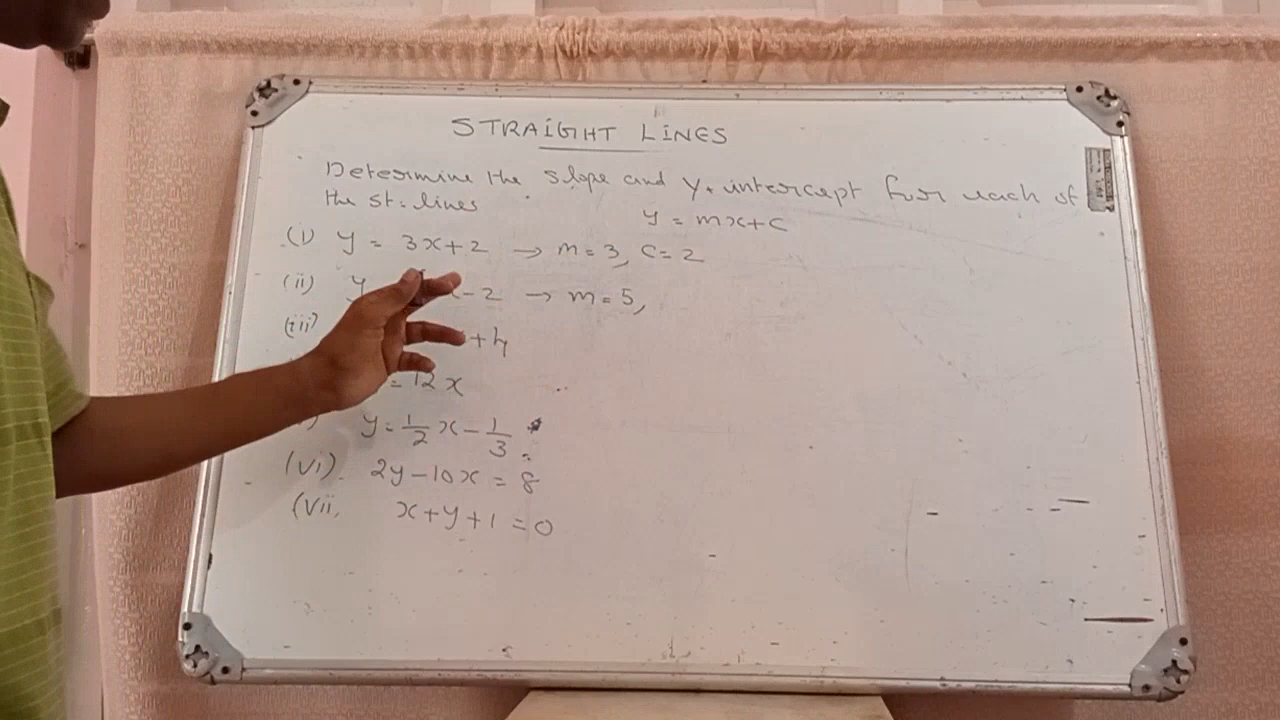 STRAIGHT LINES
Determine the slope and y-intercept for each of
the st. lines
y = mx+c
(i) y = 3x+2 → m=3, c=2
(ii) y x-2 → m=5,
(iii) +4
= 12x
y = 1/2 x - 1/3
(vi) 2y-10x = 8
(vii, x+y+1=0